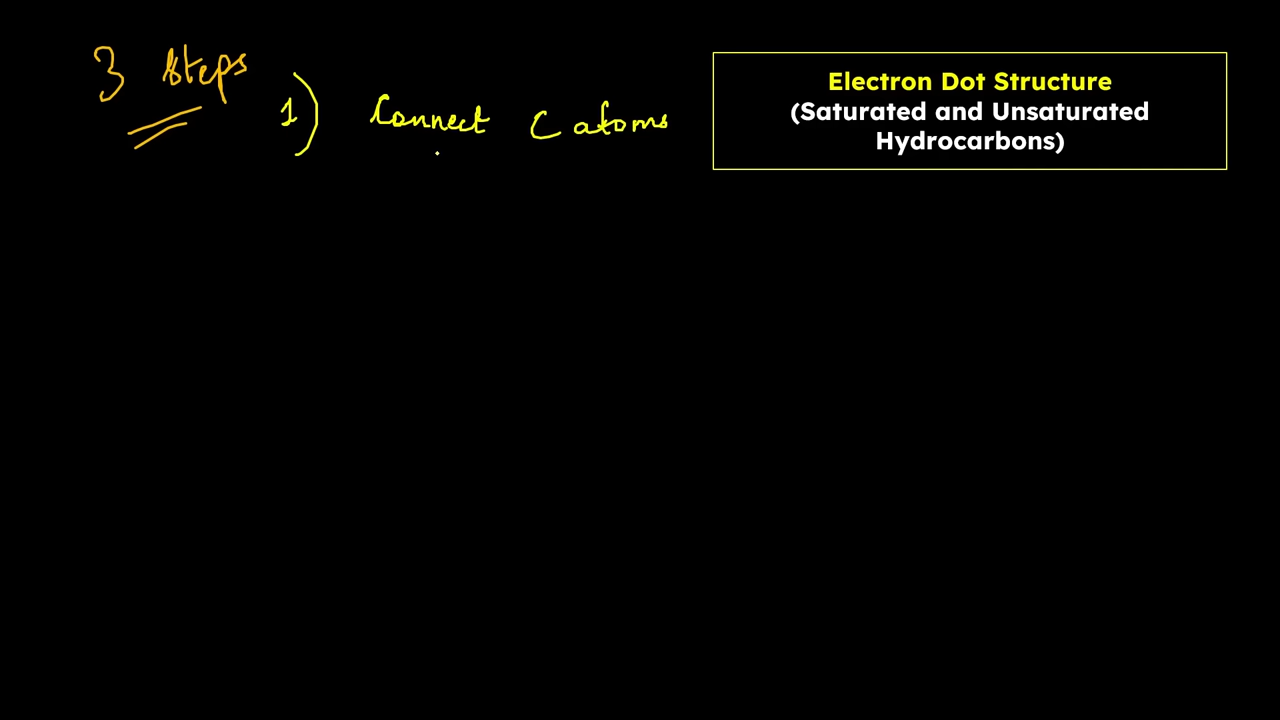 3 steps
1) Connect C atoms
Electron Dot Structure
(Saturated and Unsaturated
Hydrocarbons)